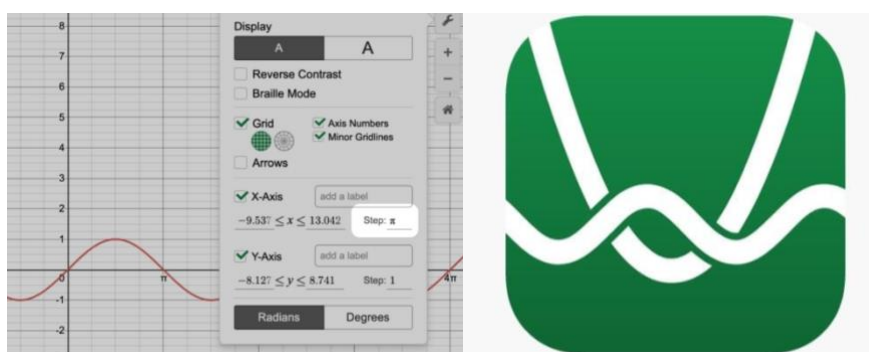 8
7
6
5
4
3
2
1
0
-1
-2
π
4π
Display
A A
Reverse Contrast
Braille Mode
Grid
Axis Numbers
Minor Gridlines
Arrows
X-Axis add a label
−9.537 ≤ x ≤ 13.042 Step: π
Y-Axis add a label
−8.127 ≤ y ≤ 8.741 Step: 1
Radians Degrees
+
−